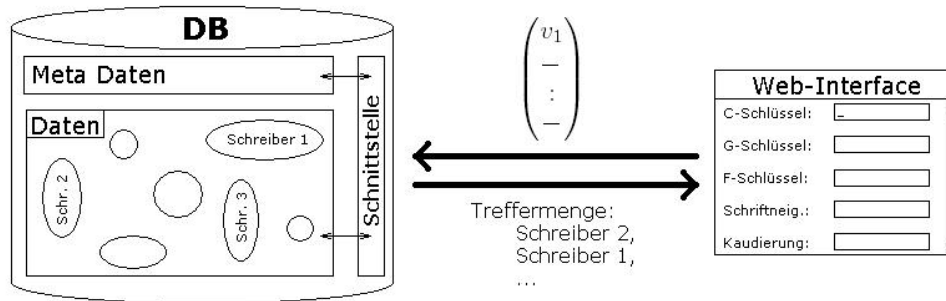 DB
Meta Daten
Daten
Schreiber 1
Schr. 2
Schr. 3
Schnittstelle
v1
_
:
_
Treffermenge:
Schreiber 2,
Schreiber 1,
...
Web-Interface
C-Schlüssel: _
G-Schlüssel:
F-Schlüssel:
Schriftneig.:
Kaudierung: